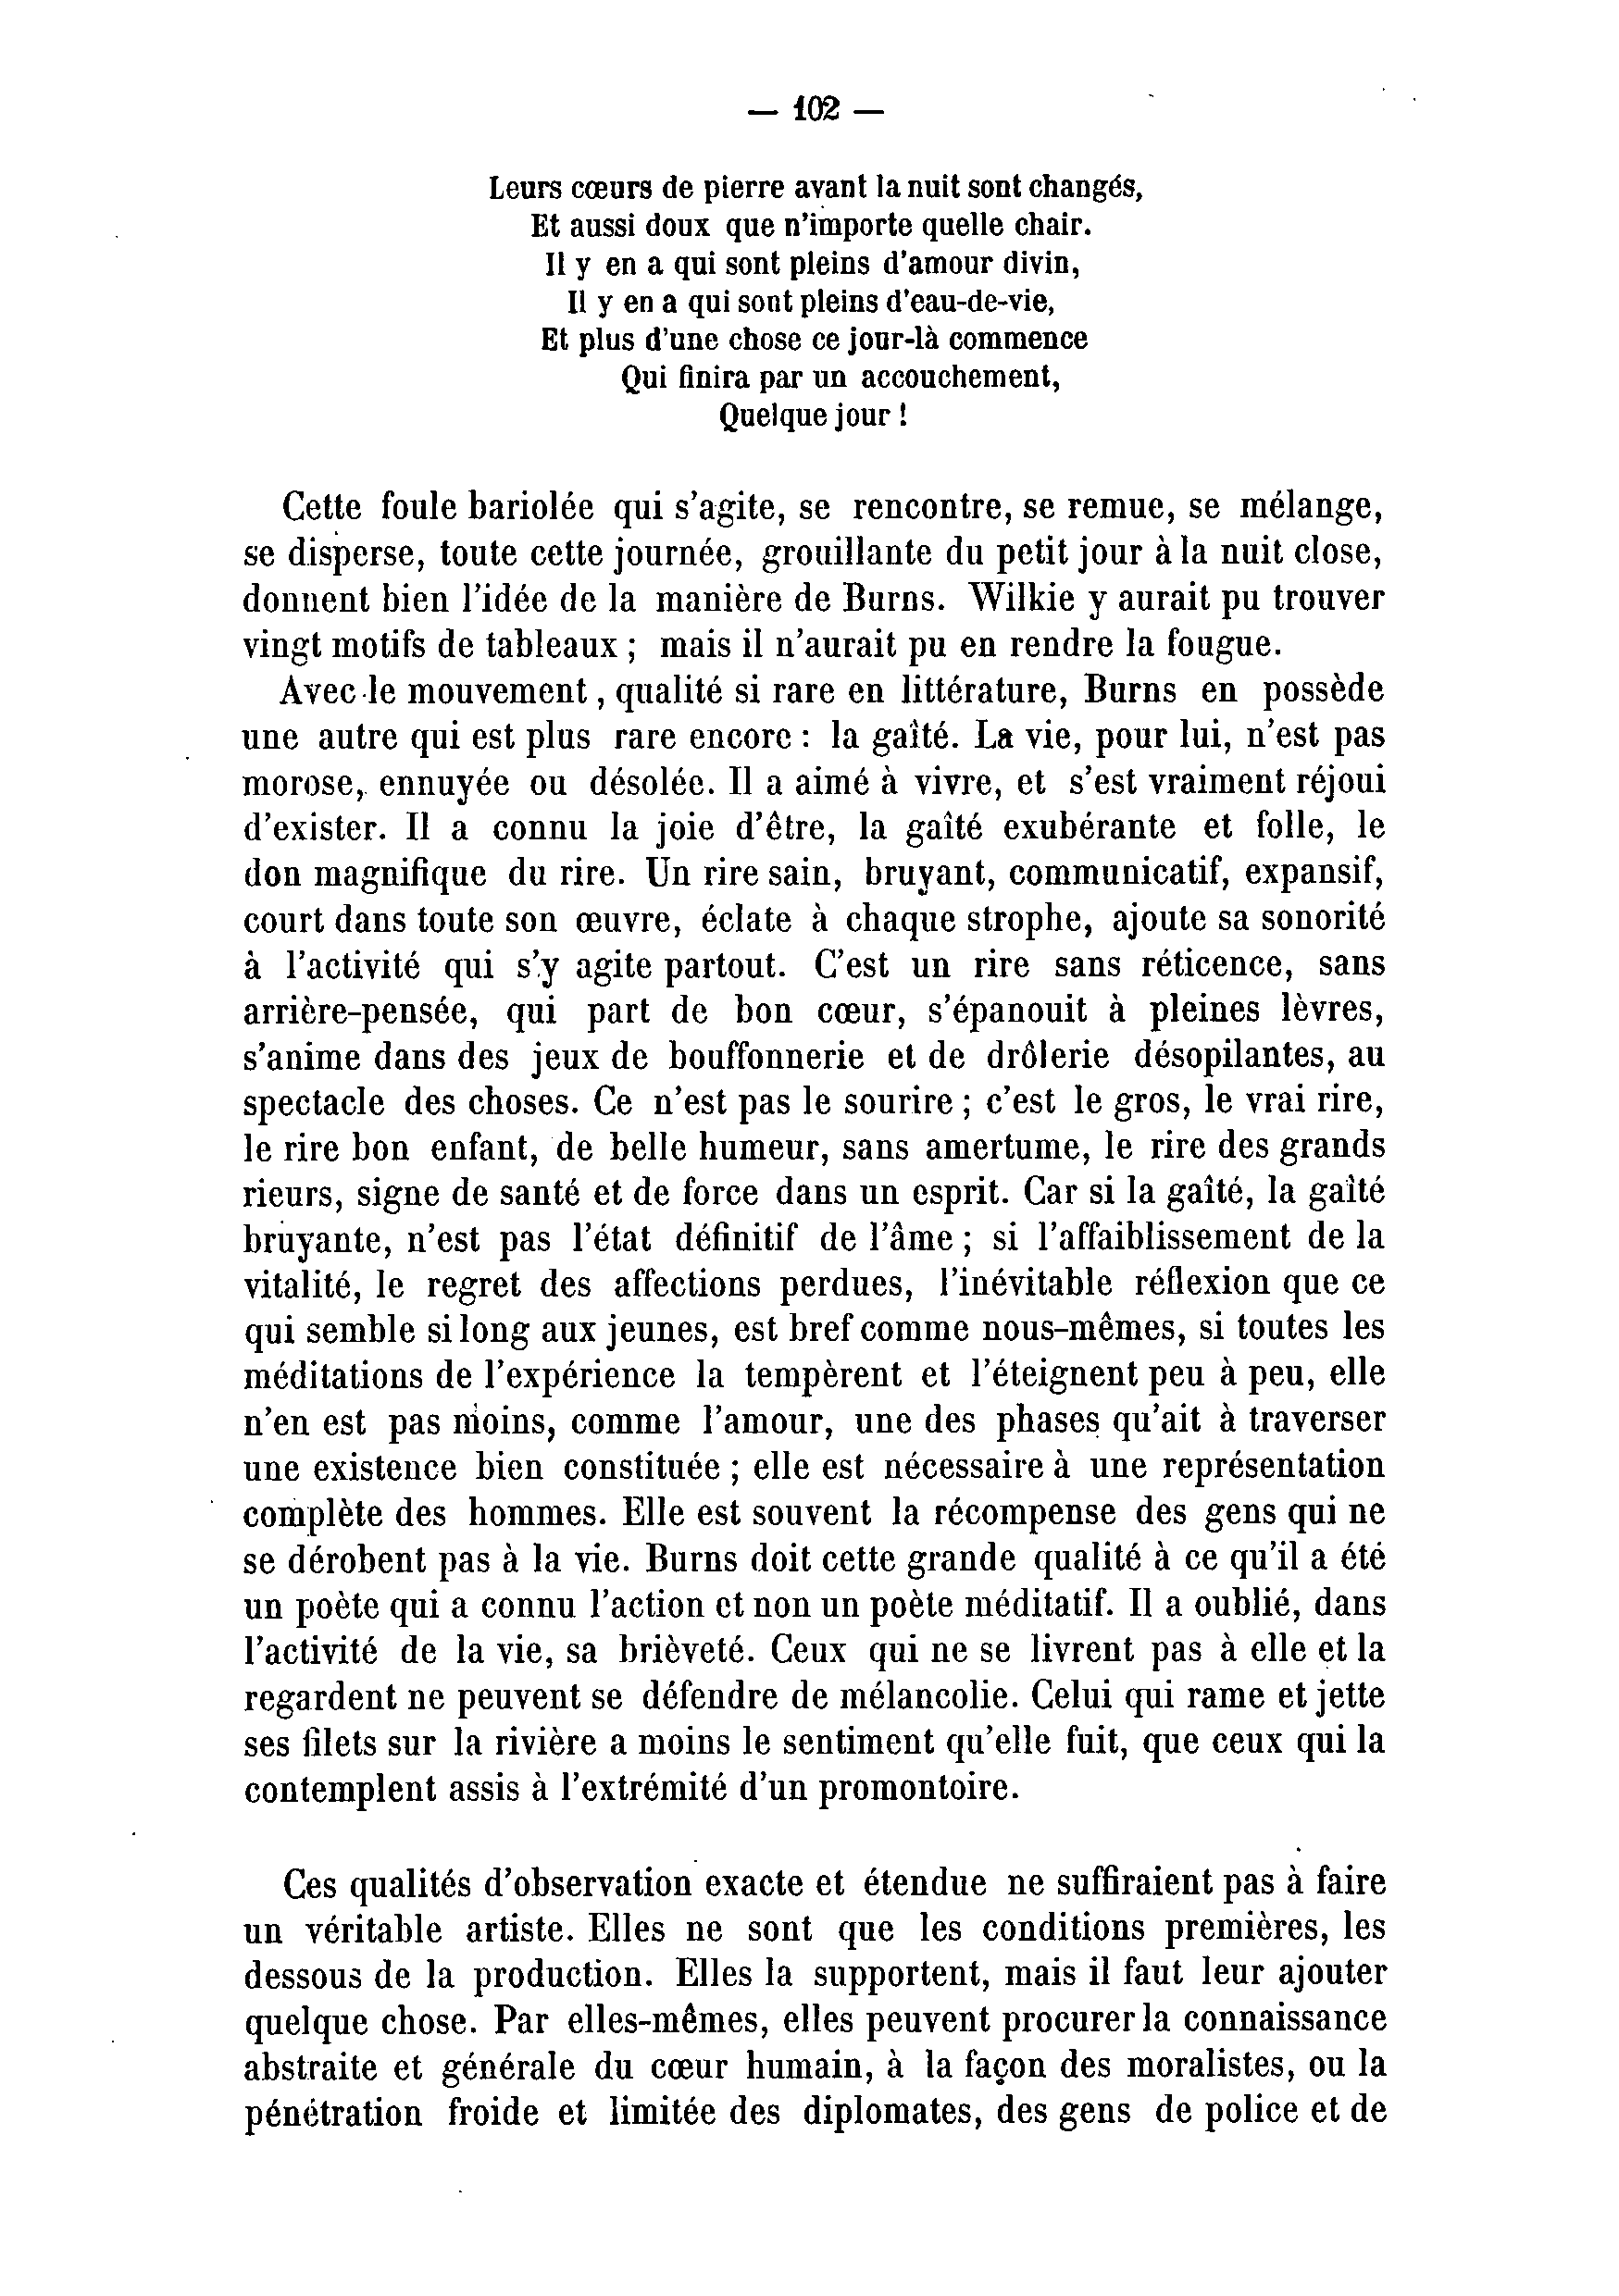 — 102 —
Leurs cœurs de pierre avant la nuit sont changés,
Et aussi doux que n'importe quelle chair.
Il y en a qui sont pleins d'amour divin,
Il y en a qui sont pleins d'eau-de-vie,
Et plus d'une chose ce jour-là commence
Qui finira par un accouchement,
Quelque jour !
Cette foule bariolée qui s'agite, se rencontre, se remue, se mélange,
se disperse, toute cette journée, grouillante du petit jour à la nuit close,
donnent bien l'idée de la manière de Burns. Wilkie y aurait pu trouver
vingt motifs de tableaux ; mais il n'aurait pu en rendre la fougue.
Avec le mouvement, qualité si rare en littérature, Burns en possède
une autre qui est plus rare encore : la gaîté. La vie, pour lui, n'est pas
morose, ennuyée ou désolée. Il a aimé à vivre, et s'est vraiment réjoui
d'exister. Il a connu la joie d'être, la gaîté exubérante et folle, le
don magnifique du rire. Un rire sain, bruyant, communicatif, expansif,
court dans toute son œuvre, éclate à chaque strophe, ajoute sa sonorité
à l'activité qui s'y agite partout. C'est un rire sans réticence, sans
arrière-pensée, qui part de bon cœur, s'épanouit à pleines lèvres,
s'anime dans des jeux de bouffonnerie et de drôlerie désopilantes, au
spectacle des choses. Ce n'est pas le sourire ; c'est le gros, le vrai rire,
le rire bon enfant, de belle humeur, sans amertume, le rire des grands
rieurs, signe de santé et de force dans un esprit. Car si la gaîté, la gaîté
bruyante, n'est pas l'état définitif de l'âme ; si l'affaiblissement de la
vitalité, le regret des affections perdues, l'inévitable réflexion que ce
qui semble si long aux jeunes, est bref comme nous-mêmes, si toutes les
méditations de l'expérience la tempèrent et l'éteignent peu à peu, elle
n'en est pas moins, comme l'amour, une des phases qu'ait à traverser
une existence bien constituée ; elle est nécessaire à une représentation
complète des hommes. Elle est souvent la récompense des gens qui ne
se dérobent pas à la vie. Burns doit cette grande qualité à ce qu'il a été
un poète qui a connu l'action et non un poète méditatif. Il a oublié, dans
l'activité de la vie, sa brièveté. Ceux qui ne se livrent pas à elle et la
regardent ne peuvent se défendre de mélancolie. Celui qui rame et jette
ses filets sur la rivière a moins le sentiment qu'elle fuit, que ceux qui la
contemplent assis à l'extrémité d'un promontoire.
Ces qualités d'observation exacte et étendue ne suffiraient pas à faire
un véritable artiste. Elles ne sont que les conditions premières, les
dessous de la production. Elles la supportent, mais il faut leur ajouter
quelque chose. Par elles-mêmes, elles peuvent procurer la connaissance
abstraite et générale du cœur humain, à la façon des moralistes, ou la
pénétration froide et limitée des diplomates, des gens de police et de